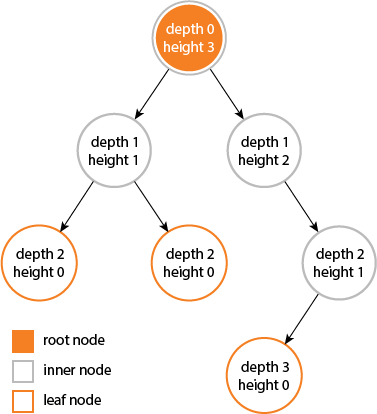 depth 0
height 3
depth 1
height 1
depth 1
height 2
depth 2
height 0
depth 2
height 0
depth 2
height 1
depth 3
height 0
root node
inner node
leaf node